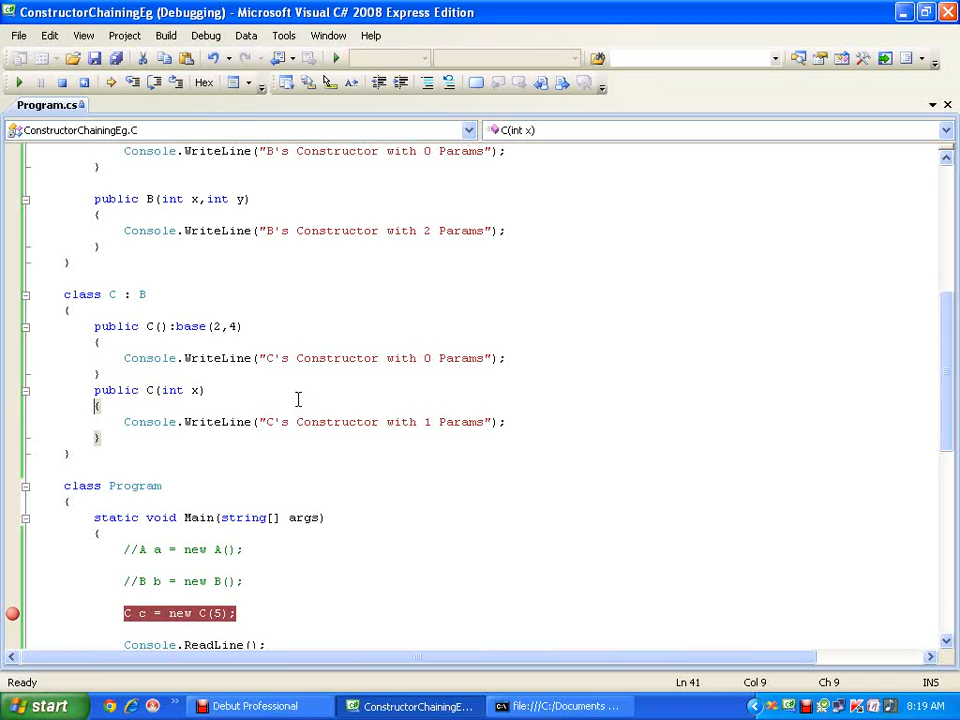 ConstructorChainingEg (Debugging) - Microsoft Visual C# 2008 Express Edition
File Edit View Project Build Debug Data Tools Window Help
Hex
Program.cs
ConstructorChainingEg.C C(int x)
Console.WriteLine("B's Constructor with 0 Params");
}
public B(int x,int y)
{
Console.WriteLine("B's Constructor with 2 Params");
}
}
class C : B
{
public C():base(2,4)
{
Console.WriteLine("C's Constructor with 0 Params");
}
public C(int x)
{
Console.WriteLine("C's Constructor with 1 Params");
}
}
class Program
{
static void Main(string[] args)
{
//A a = new A();
//B b = new B();
C c = new C(5);
Console.ReadLine();
Ready Ln 41 Col 9 Ch 9 INS
start Debut Professional ConstructorChainingE... file:///C:/Documents ... 8:19 AM